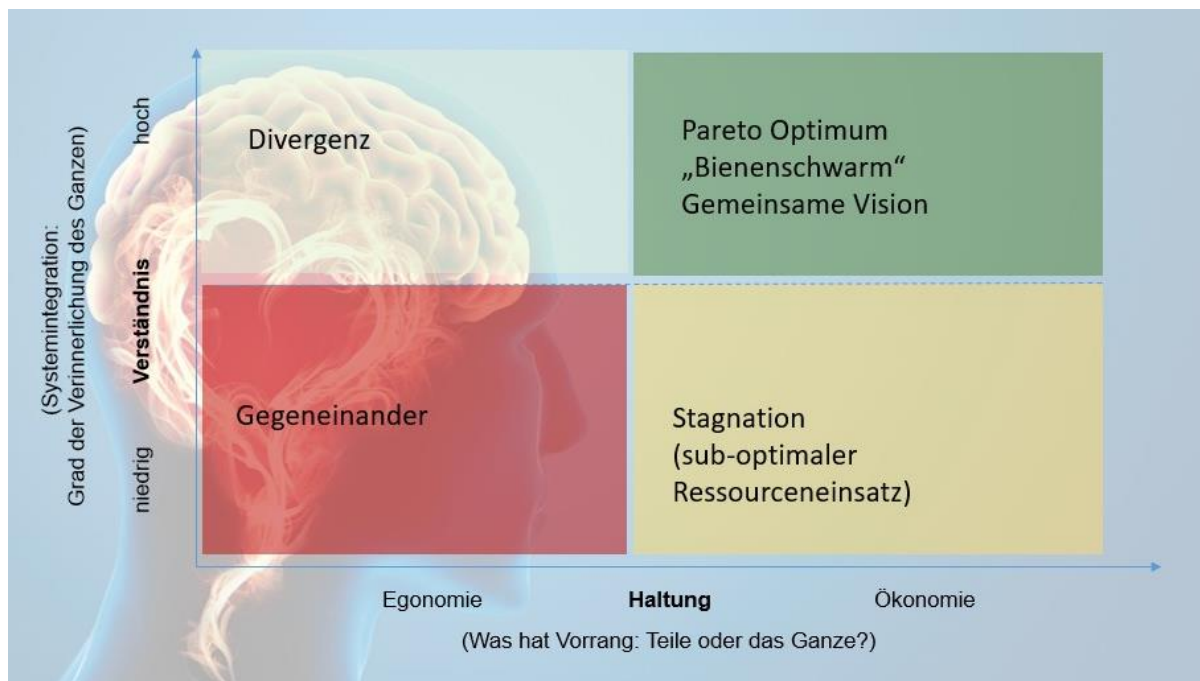 (Systemintegration:
Grad der Verinnerlichung des Ganzen)
niedrig Verständnis hoch
Divergenz
Pareto Optimum
„Bienenschwarm“
Gemeinsame Vision
Gegeneinander
Stagnation
(sub-optimaler
Ressourceneinsatz)
Egonomie Haltung Ökonomie
(Was hat Vorrang: Teile oder das Ganze?)